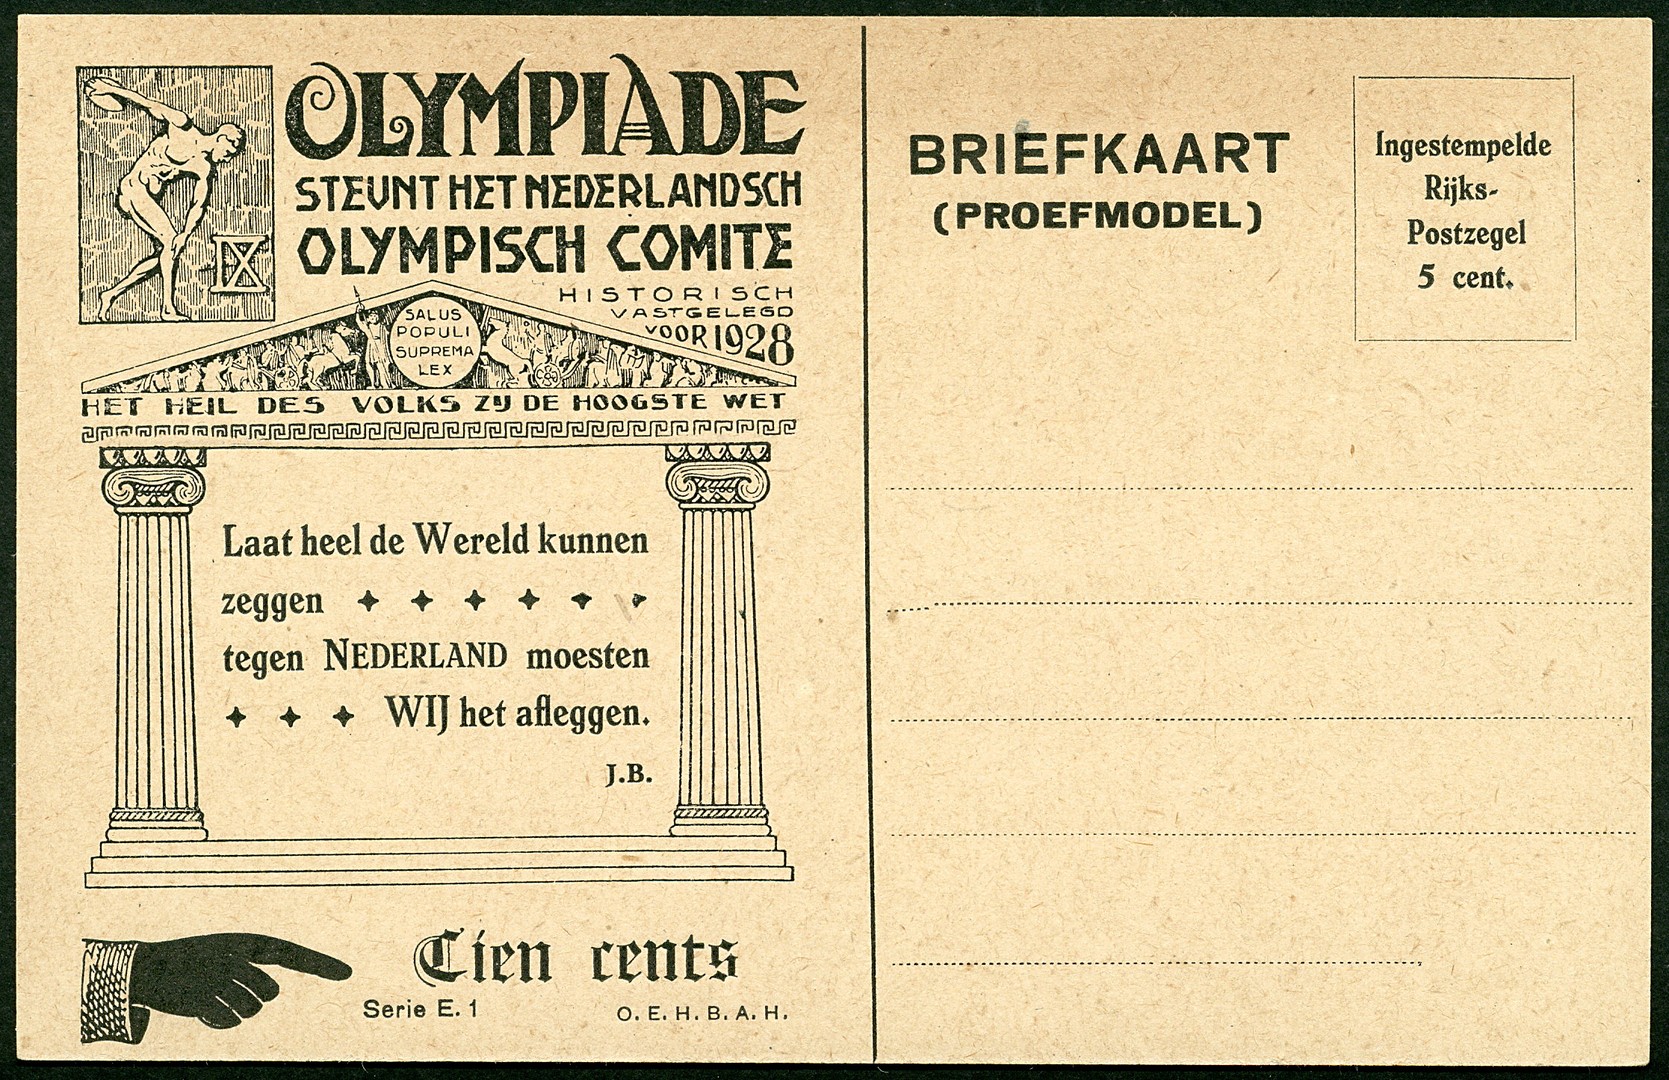 OLYMPIADE
STEUNT HET NEDERLANDSCH
OLYMPISCH COMITE
IX
HISTORISCH
VASTGELEGD
VOOR 1928
SALUS
POPULI
SUPREMA
LEX
HET HEIL DES VOLKS ZY DE HOOGSTE WET
Laat heel de Wereld kunnen
zeggen
tegen NEDERLAND moesten
WIJ het afleggen.
J.B.
Tien cents
Serie E. 1
O. E. H. B. A. H.
BRIEFKAART
(PROEFMODEL)
Ingestempelde
Rijks-
Postzegel
5 cent.